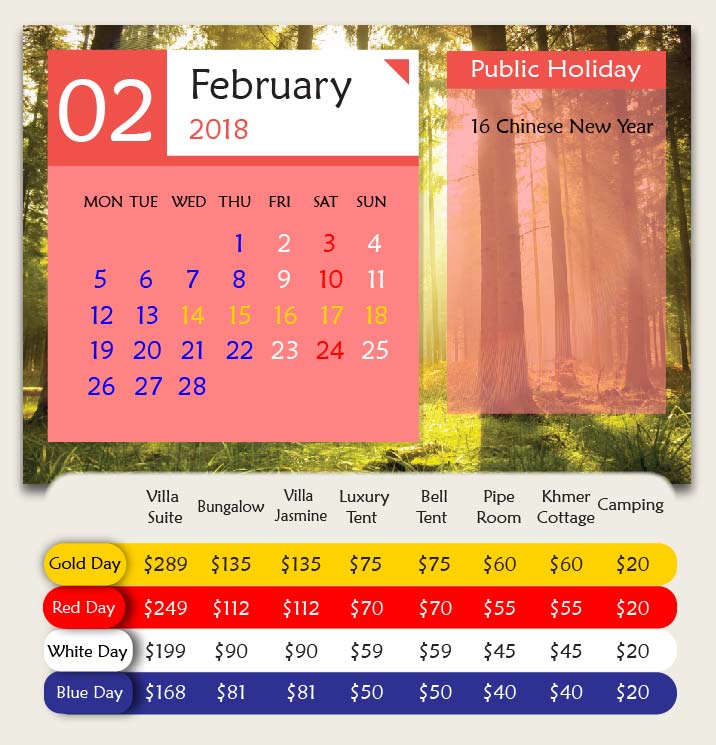 02
February
2018
Public Holiday
16 Chinese New Year
MON TUE WED THU FRI SAT SUN
1 2 3 4
5 6 7 8 9 10 11
12 13 14 15 16 17 18
19 20 21 22 23 24 25
26 27 28
Villa Suite Bungalow Villa Jasmine Luxury Tent Bell Tent Pipe Room Khmer Cottage Camping
Gold Day $289 $135 $135 $75 $75 $60 $60 $20
Red Day $249 $112 $112 $70 $70 $55 $55 $20
White Day $199 $90 $90 $59 $59 $45 $45 $20
Blue Day $168 $81 $81 $50 $50 $40 $40 $20